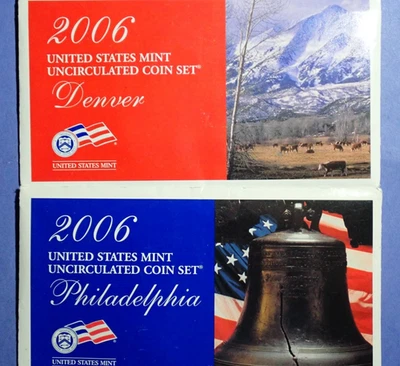 2006
UNITED STATES MINT
UNCIRCULATED COIN SET®
Denver
UNITED STATES MINT
2006
UNITED STATES MINT
UNCIRCULATED COIN SET®
Philadelphia
UNITED STATES MINT